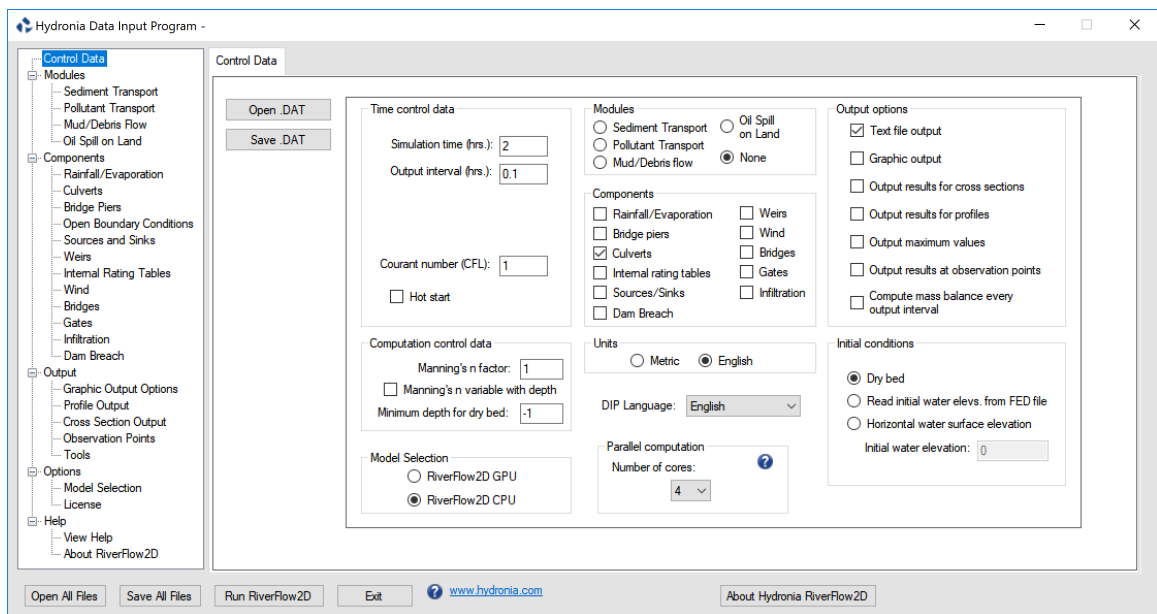 Hydronia Data Input Program -
Control Data
Modules
Sediment Transport
Pollutant Transport
Mud/Debris Flow
Oil Spill on Land
Components
Rainfall/Evaporation
Culverts
Bridge Piers
Open Boundary Conditions
Sources and Sinks
Weirs
Internal Rating Tables
Wind
Bridges
Gates
Infiltration
Dam Breach
Output
Graphic Output Options
Profile Output
Cross Section Output
Observation Points
Tools
Options
Model Selection
License
Help
View Help
About RiverFlow2D
Control Data
Open .DAT
Save .DAT
Time control data
Simulation time (hrs.): 2
Output interval (hrs.): 0.1
Courant number (CFL): 1
Hot start
Computation control data
Manning's n factor: 1
Manning's n variable with depth
Minimum depth for dry bed: -1
Model Selection
RiverFlow2D GPU
RiverFlow2D CPU
Modules
Sediment Transport
Pollutant Transport
Mud/Debris flow
Oil Spill
on Land
None
Components
Rainfall/Evaporation
Bridge piers
Culverts
Internal rating tables
Sources/Sinks
Dam Breach
Weirs
Wind
Bridges
Gates
Infiltration
Units
Metric English
DIP Language: English
Parallel computation
Number of cores:
4
Output options
Text file output
Graphic output
Output results for cross sections
Output results for profiles
Output maximum values
Output results at observation points
Compute mass balance every
output interval
Initial conditions
Dry bed
Read initial water elevs. from FED file
Horizontal water surface elevation
Initial water elevation: 0
Open All Files Save All Files Run RiverFlow2D Exit www.hydronia.com About Hydronia RiverFlow2D